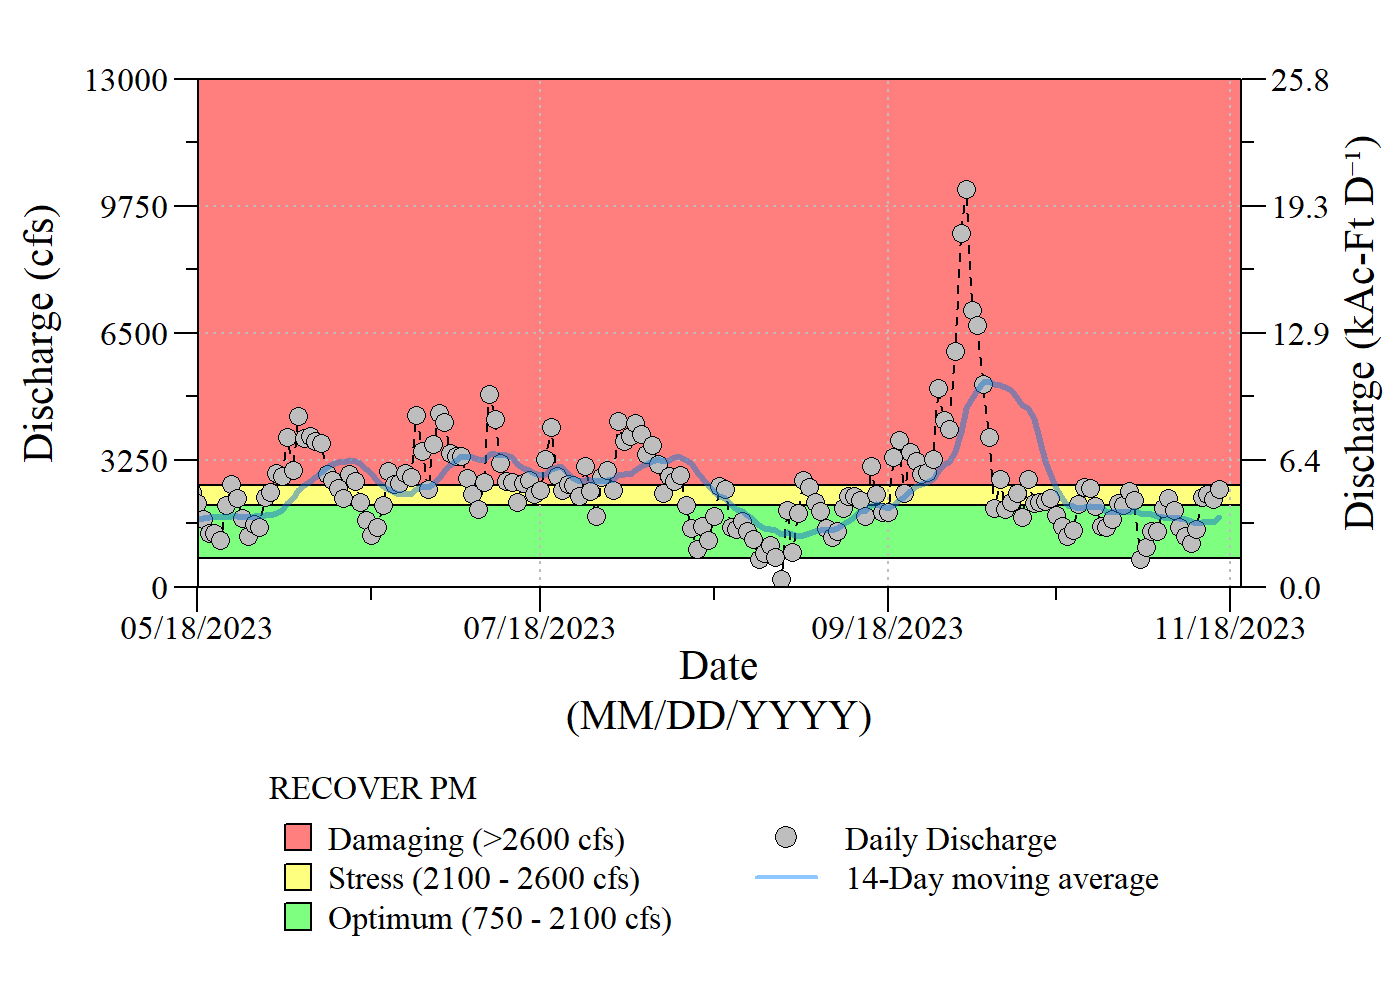 13000
9750
6500
3250
0
Discharge (cfs)
25.8
19.3
12.9
6.4
0.0
Discharge (kAc-Ft D⁻¹)
05/18/2023 07/18/2023 09/18/2023 11/18/2023
Date
(MM/DD/YYYY)
RECOVER PM
Damaging (>2600 cfs)
Stress (2100 - 2600 cfs)
Optimum (750 - 2100 cfs)
Daily Discharge
14-Day moving average